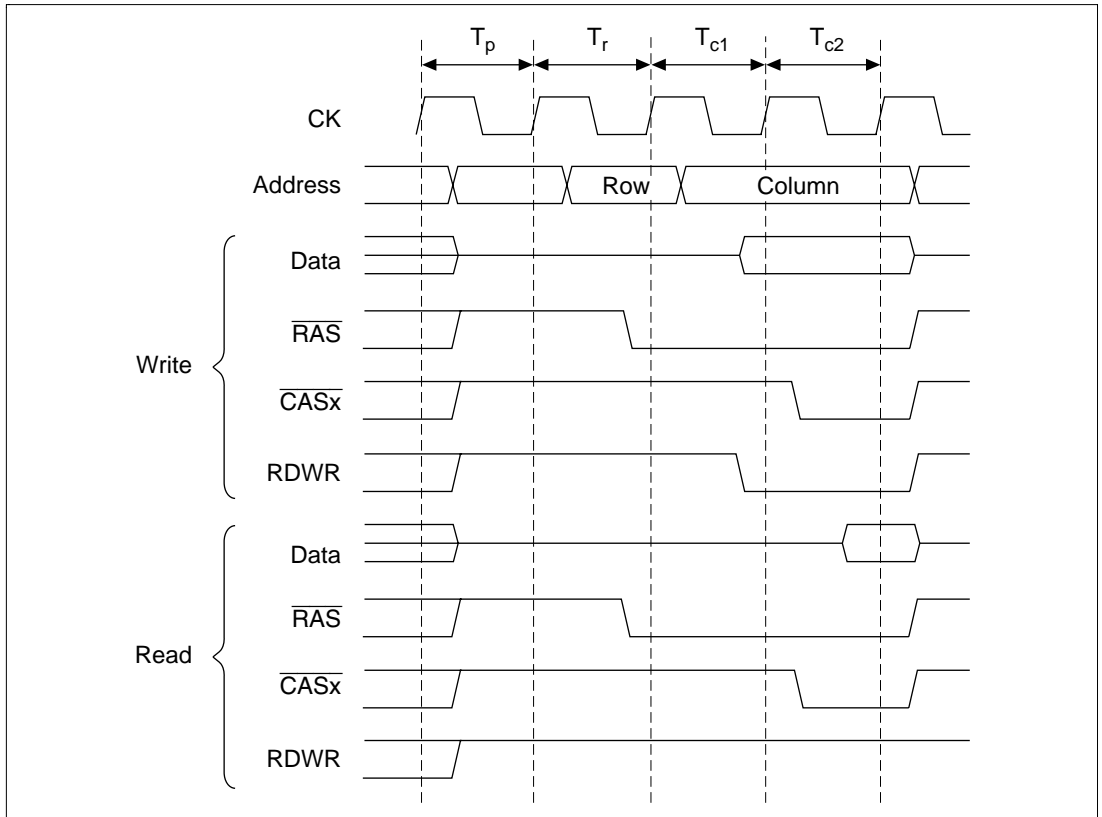 Tp Tr Tc1 Tc2
CK
Address Row Column
Write
Data
RAS
CASx
RDWR
Read
Data
RAS
CASx
RDWR